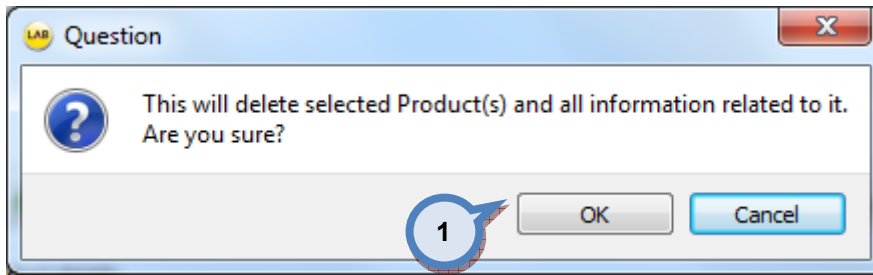 LAB Question
This will delete selected Product(s) and all information related to it.
Are you sure?
OK Cancel
1